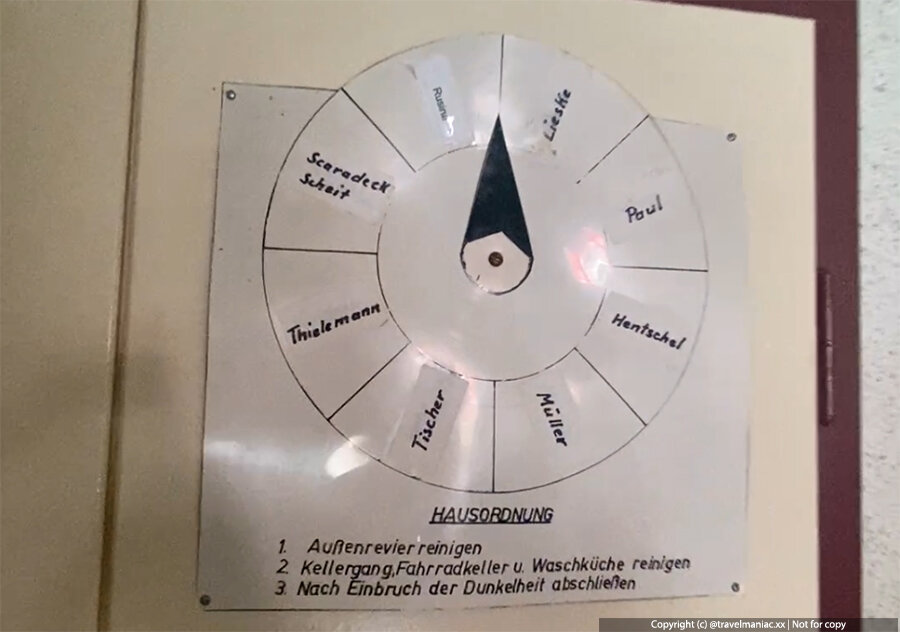 Lieske
Paul
Hentschel
Müller
Tischer
Thielemann
Scaradeck
Scheit
HAUSORDNUNG
1. Außenrevier reinigen
2. Kellergang, Fahrradkeller u. Waschküche reinigen
3. Nach Einbruch der Dunkelheit abschließen
Copyright (c) @travelmaniac.xx | Not for copy